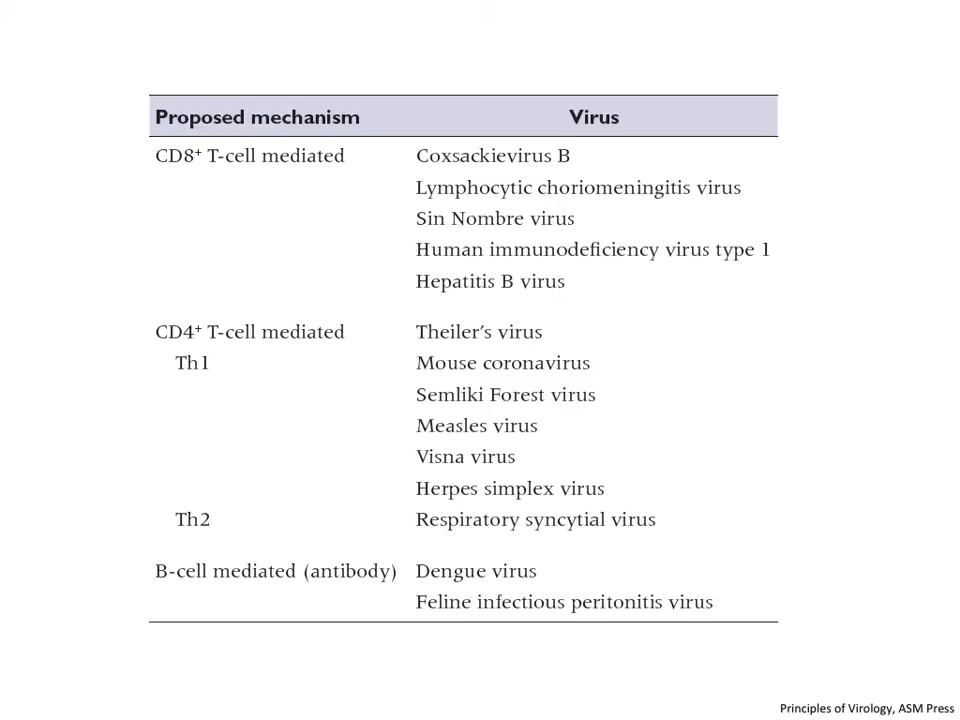 Proposed mechanism Virus
CD8⁺ T-cell mediated Coxsackievirus B
Lymphocytic choriomeningitis virus
Sin Nombre virus
Human immunodeficiency virus type 1
Hepatitis B virus
CD4⁺ T-cell mediated Theiler’s virus
Th1 Mouse coronavirus
Semliki Forest virus
Measles virus
Visna virus
Herpes simplex virus
Th2 Respiratory syncytial virus
B-cell mediated (antibody) Dengue virus
Feline infectious peritonitis virus
Principles of Virology, ASM Press